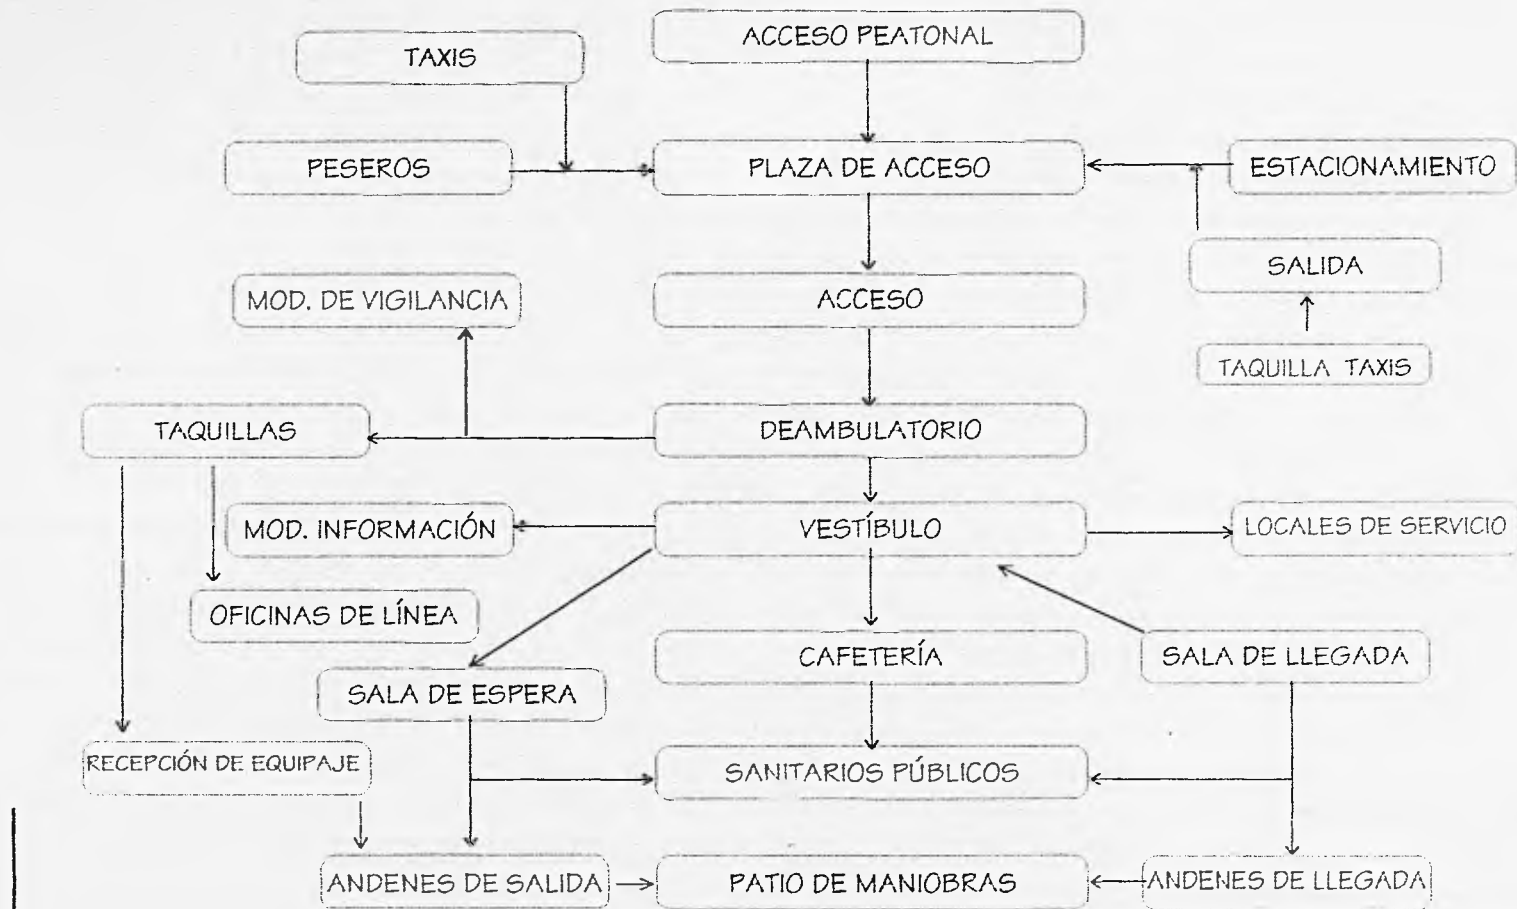 ACCESO PEATONAL
TAXIS
PESEROS
PLAZA DE ACCESO
ESTACIONAMIENTO
SALIDA
MOD. DE VIGILANCIA
ACCESO
TAQUILLA TAXIS
TAQUILLAS
DEAMBULATORIO
MOD. INFORMACIÓN
VESTÍBULO
LOCALES DE SERVICIO
OFICINAS DE LÍNEA
CAFETERÍA
SALA DE LLEGADA
SALA DE ESPERA
RECEPCIÓN DE EQUIPAJE
SANITARIOS PÚBLICOS
ANDENES DE SALIDA
PATIO DE MANIOBRAS
ANDENES DE LLEGADA